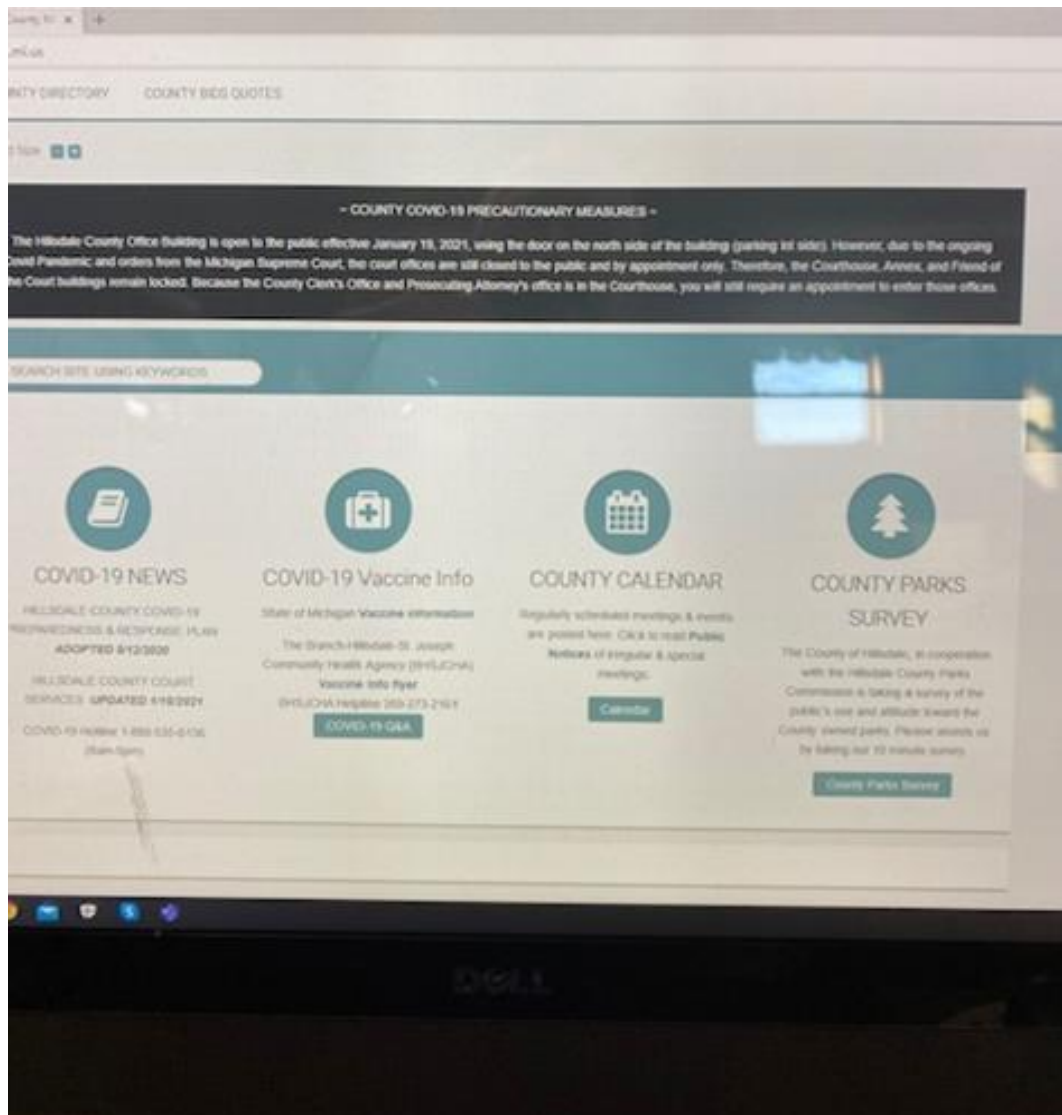 COUNTY BIDS QUOTES
~ COUNTY COVID-19 PRECAUTIONARY MEASURES ~
The Hillsdale County Office Building is open to the public effective January 19, 2021, using the door on the north side of the building (parking lot side). However, due to the ongoing
Covid Pandemic and orders from the Michigan Supreme Court, the court offices are still closed to the public and by appointment only. Therefore, the Courthouse, Annex, and Friend of
the Court buildings remain locked. Because the County Clerk's Office and Prosecuting Attorney's office is in the Courthouse, you will still require an appointment to enter those offices.
SEARCH SITE USING KEYWORDS
COVID-19 NEWS
HILLSDALE COUNTY COVID-19
PREPAREDNESS & RESPONSE PLAN
ADOPTED
HILLSDALE COUNTY COURT
SERVICES UPDATED
COVID-19 Hotline
COVID-19 Vaccine Info
State of Michigan Vaccine Information
The Branch-Hillsdale-St. Joseph
Community Health Agency (BHSJCHA)
Vaccine Info flyer
BHSJCHA Helpline
COVID-19 Q&A
COUNTY CALENDAR
Regularly scheduled meetings & events
are posted here. Click to read Public
Notices of irregular & special
meetings.
Calendar
COUNTY PARKS
SURVEY
The County of Hillsdale, in cooperation
with the Hillsdale County Parks
Commission is taking a survey of the
public's use and attitude toward the
County owned parks. Please assist us
by taking our 10 minute survey.
County Parks Survey
DELL